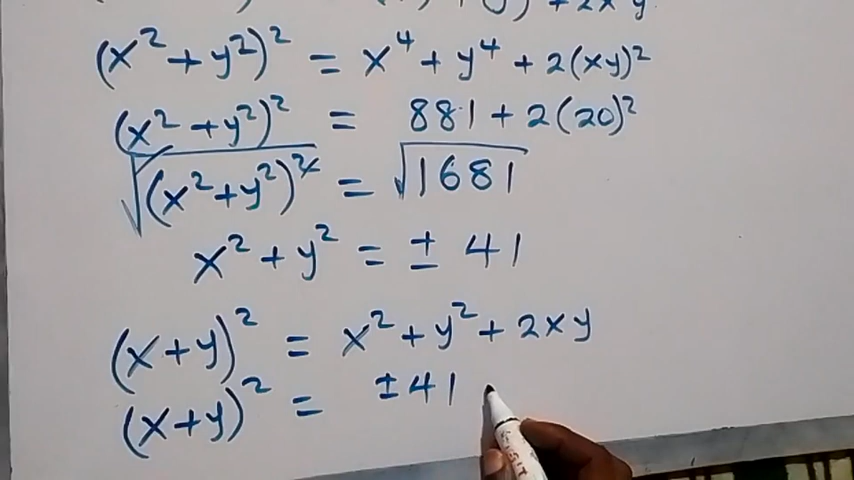 + 2x y
(x² + y²)² = x⁴ + y⁴ + 2(xy)²
(x² + y²)² = 881 + 2(20)²
√(x² + y²)² = √1681
x² + y² = ± 41
(x + y)² = x² + y² + 2xy
(x + y)² = ±41